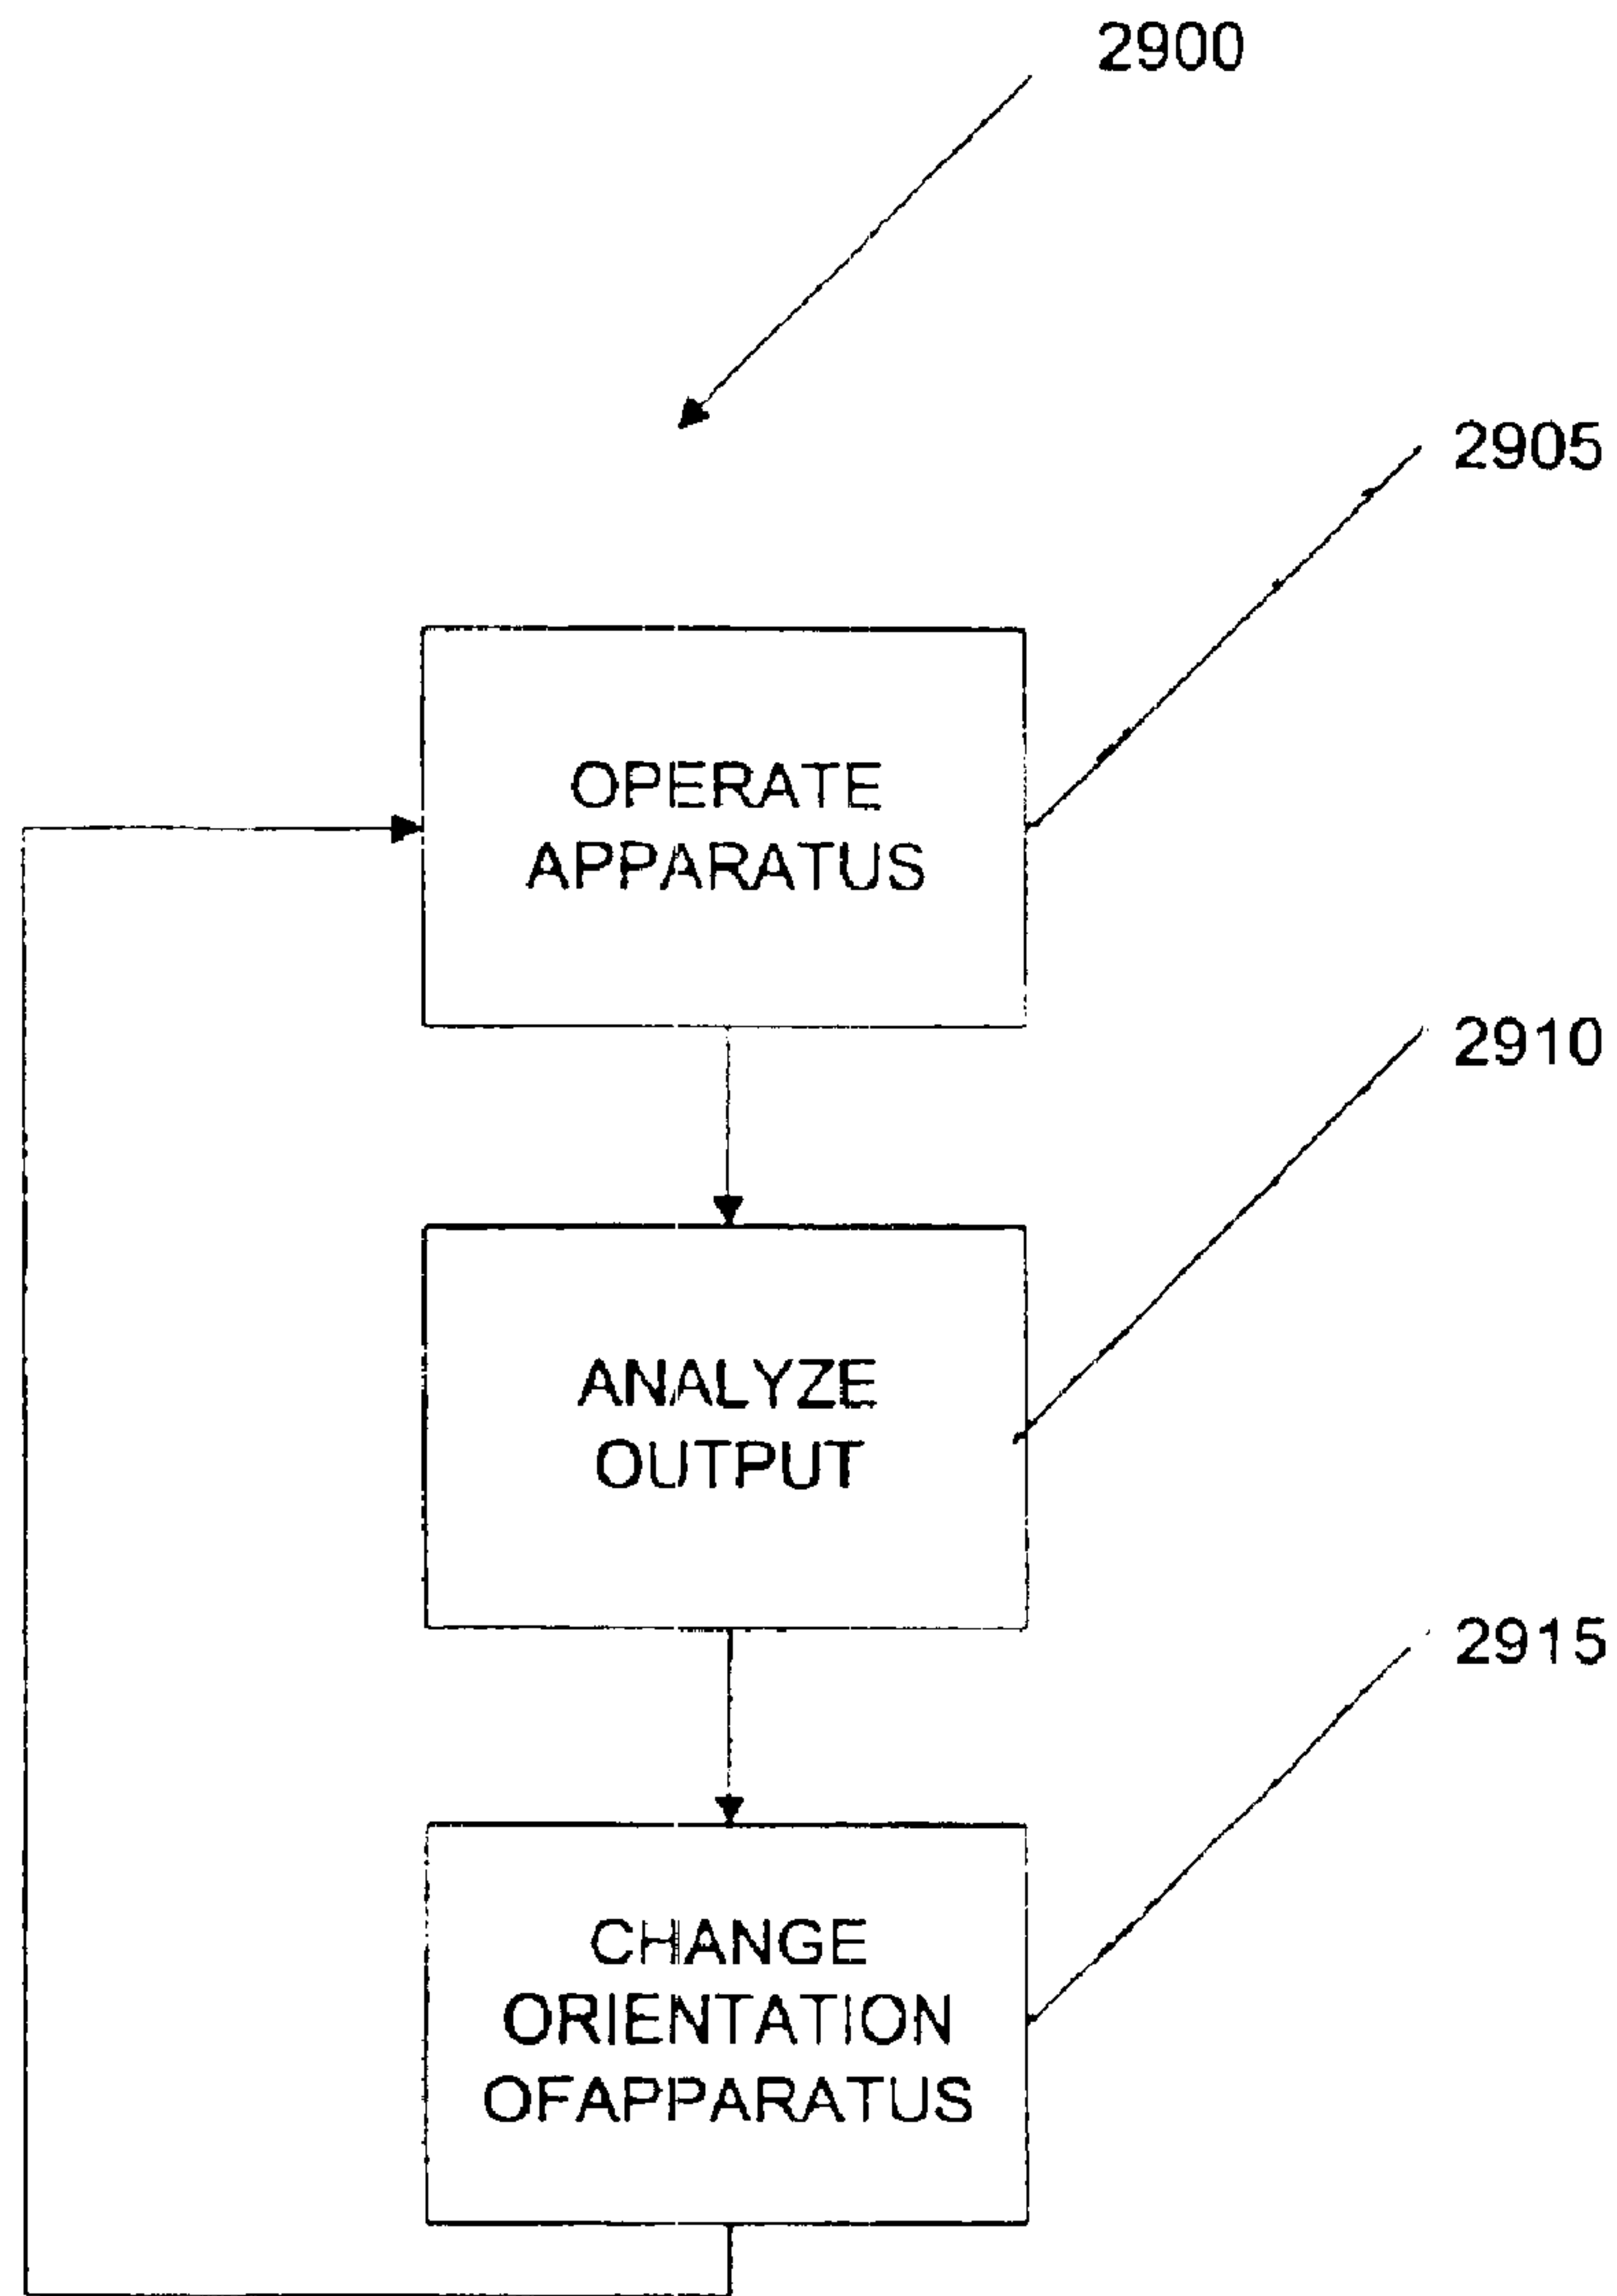 2900
2905
OPERATE
APPARATUS
2910
ANALYZE
OUTPUT
2915
CHANGE
ORIENTATION
OFAPPARATUS